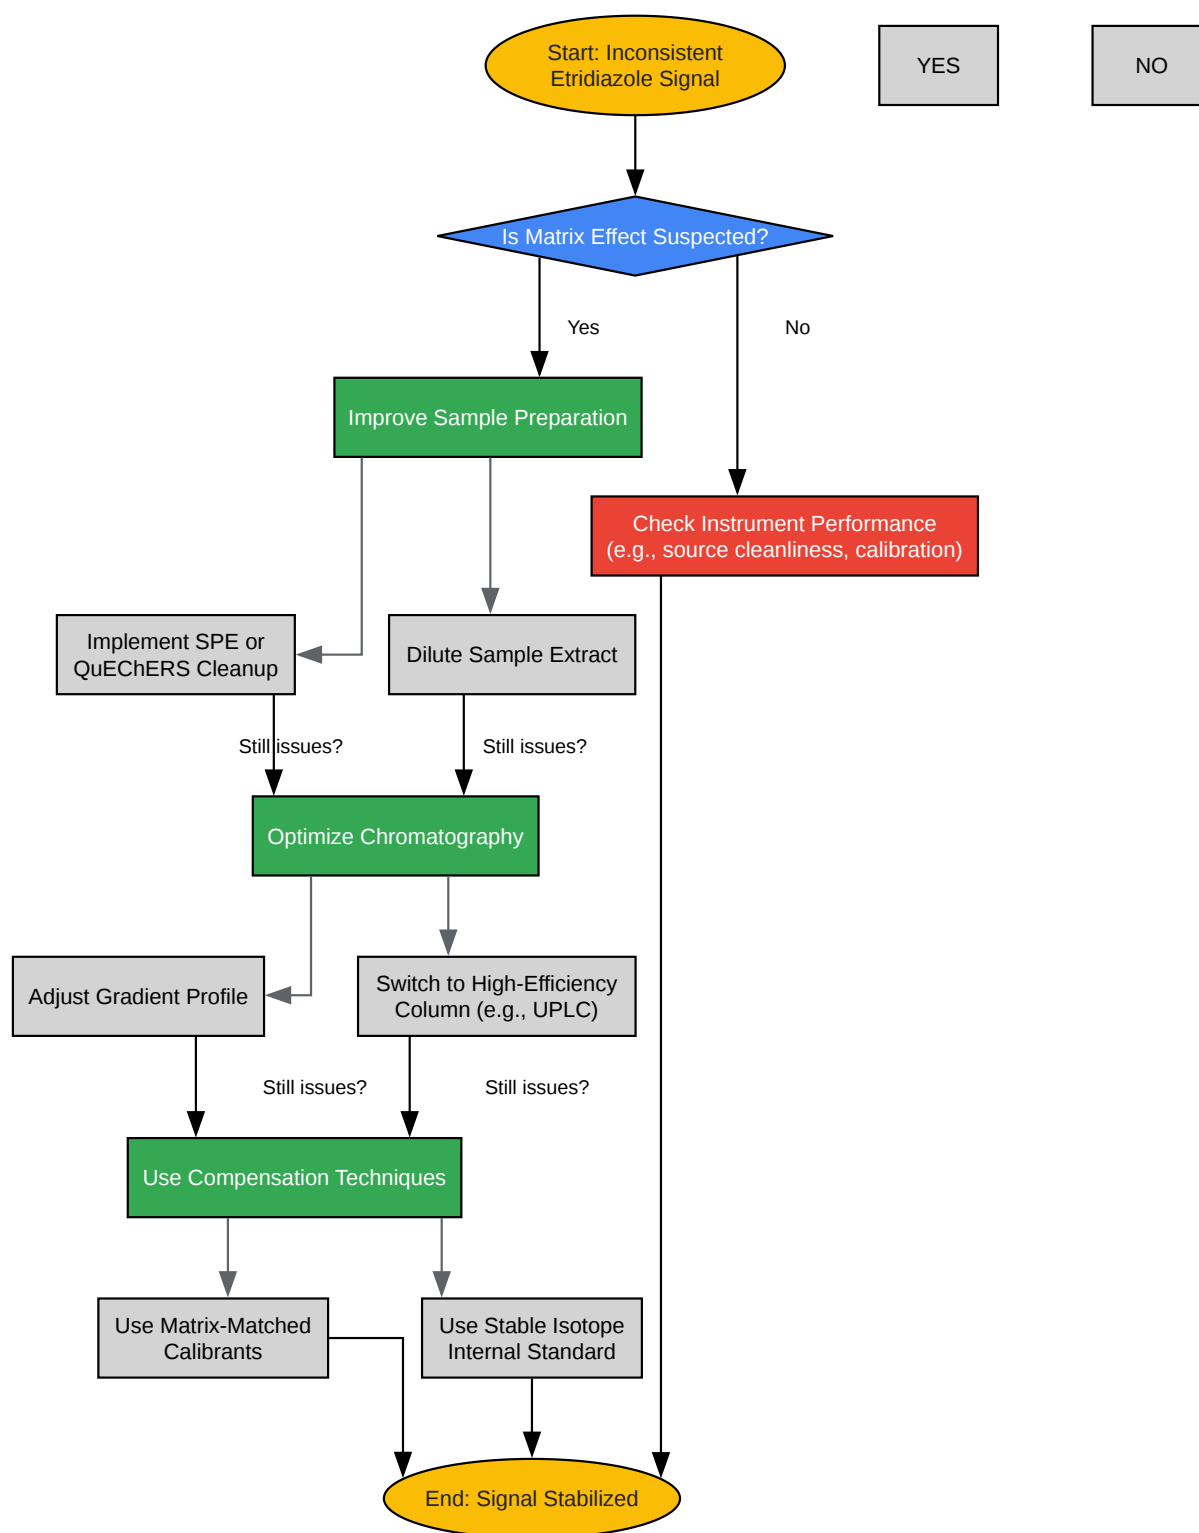 Start: Inconsistent
Etridiazole Signal
YES
NO
Is Matrix Effect Suspected?
Yes
No
Improve Sample Preparation
Check Instrument Performance
(e.g., source cleanliness, calibration)
Implement SPE or
QuEChERS Cleanup
Dilute Sample Extract
Still issues?
Still issues?
Optimize Chromatography
Adjust Gradient Profile
Switch to High-Efficiency
Column (e.g., UPLC)
Still issues?
Still issues?
Use Compensation Techniques
Use Matrix-Matched
Calibrants
Use Stable Isotope
Internal Standard
End: Signal Stabilized